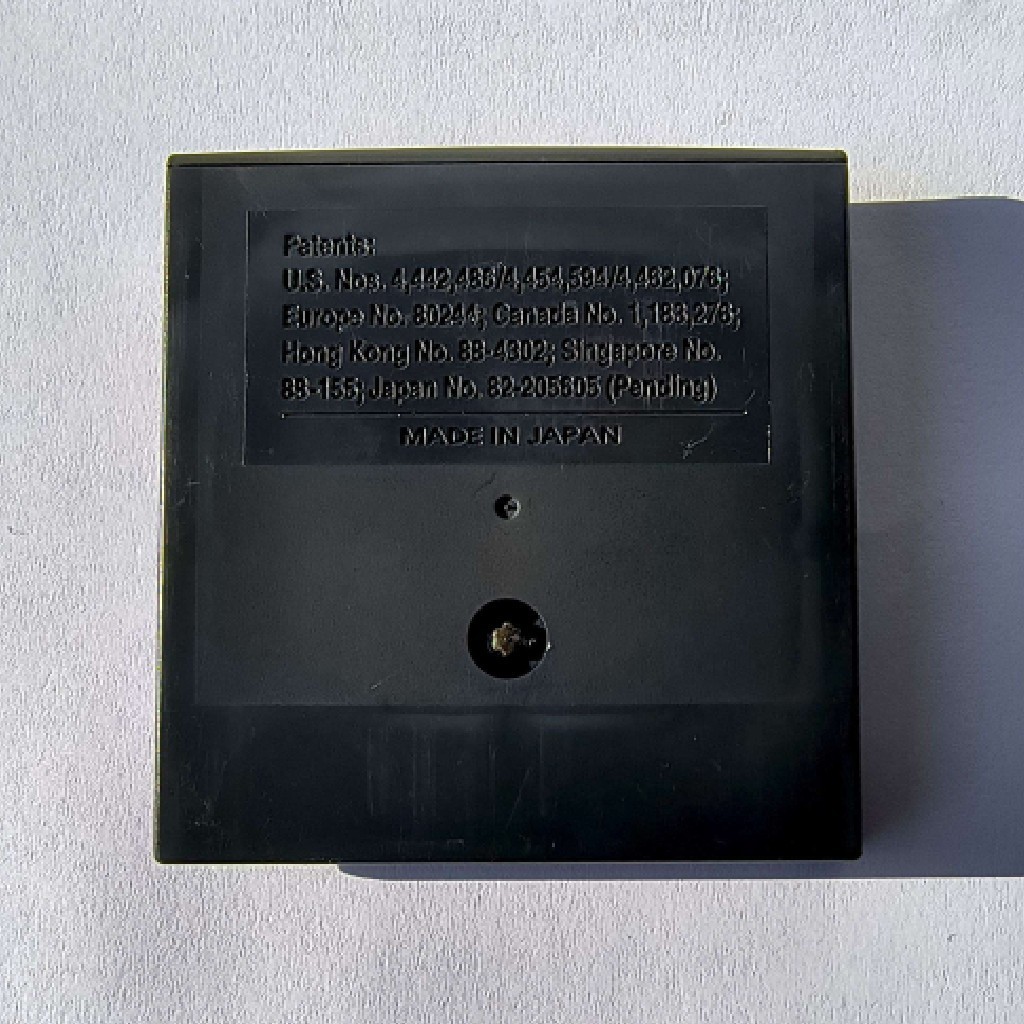 Patents:
U.S. Nos. 4,442,486/4,454,594/4,462,076;
Europe No. 80244; Canada No. 1,183,276;
Hong Kong No. 88-4302; Singapore No.
88-155; Japan No. 82-205605 (Pending)
MADE IN JAPAN